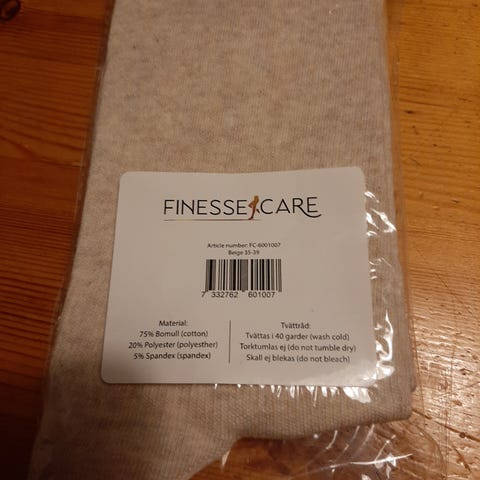 FINESSE CARE
Article number: FC-6001007
Beige 35-39
7 332762 601007
Material:
75% Bomull (cotton)
20% Polyester (polyesther)
5% Spandex (spandex)
Tvättråd:
Tvättas i 40 garder (wash cold)
Torktumlas ej (do not tumble dry)
Skall ej blekas (do not bleach)